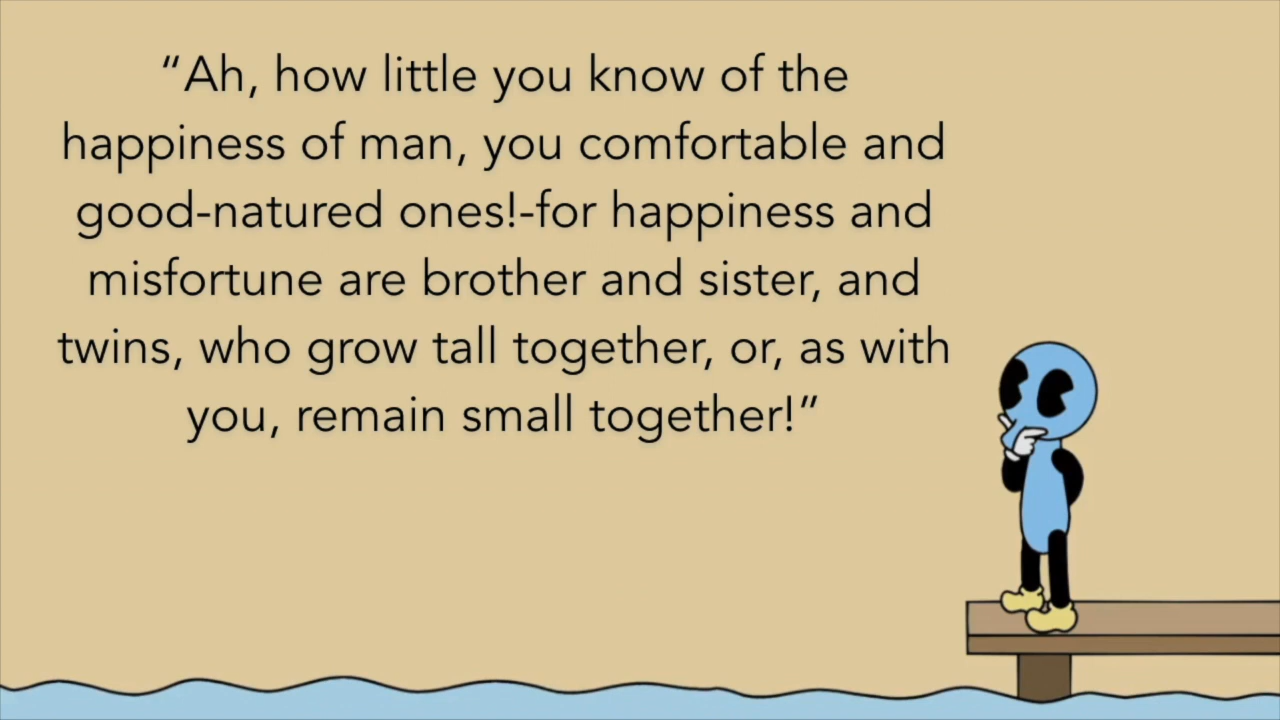 “Ah, how little you know of the
happiness of man, you comfortable and
good-natured ones!-for happiness and
misfortune are brother and sister, and
twins, who grow tall together, or, as with
you, remain small together!”